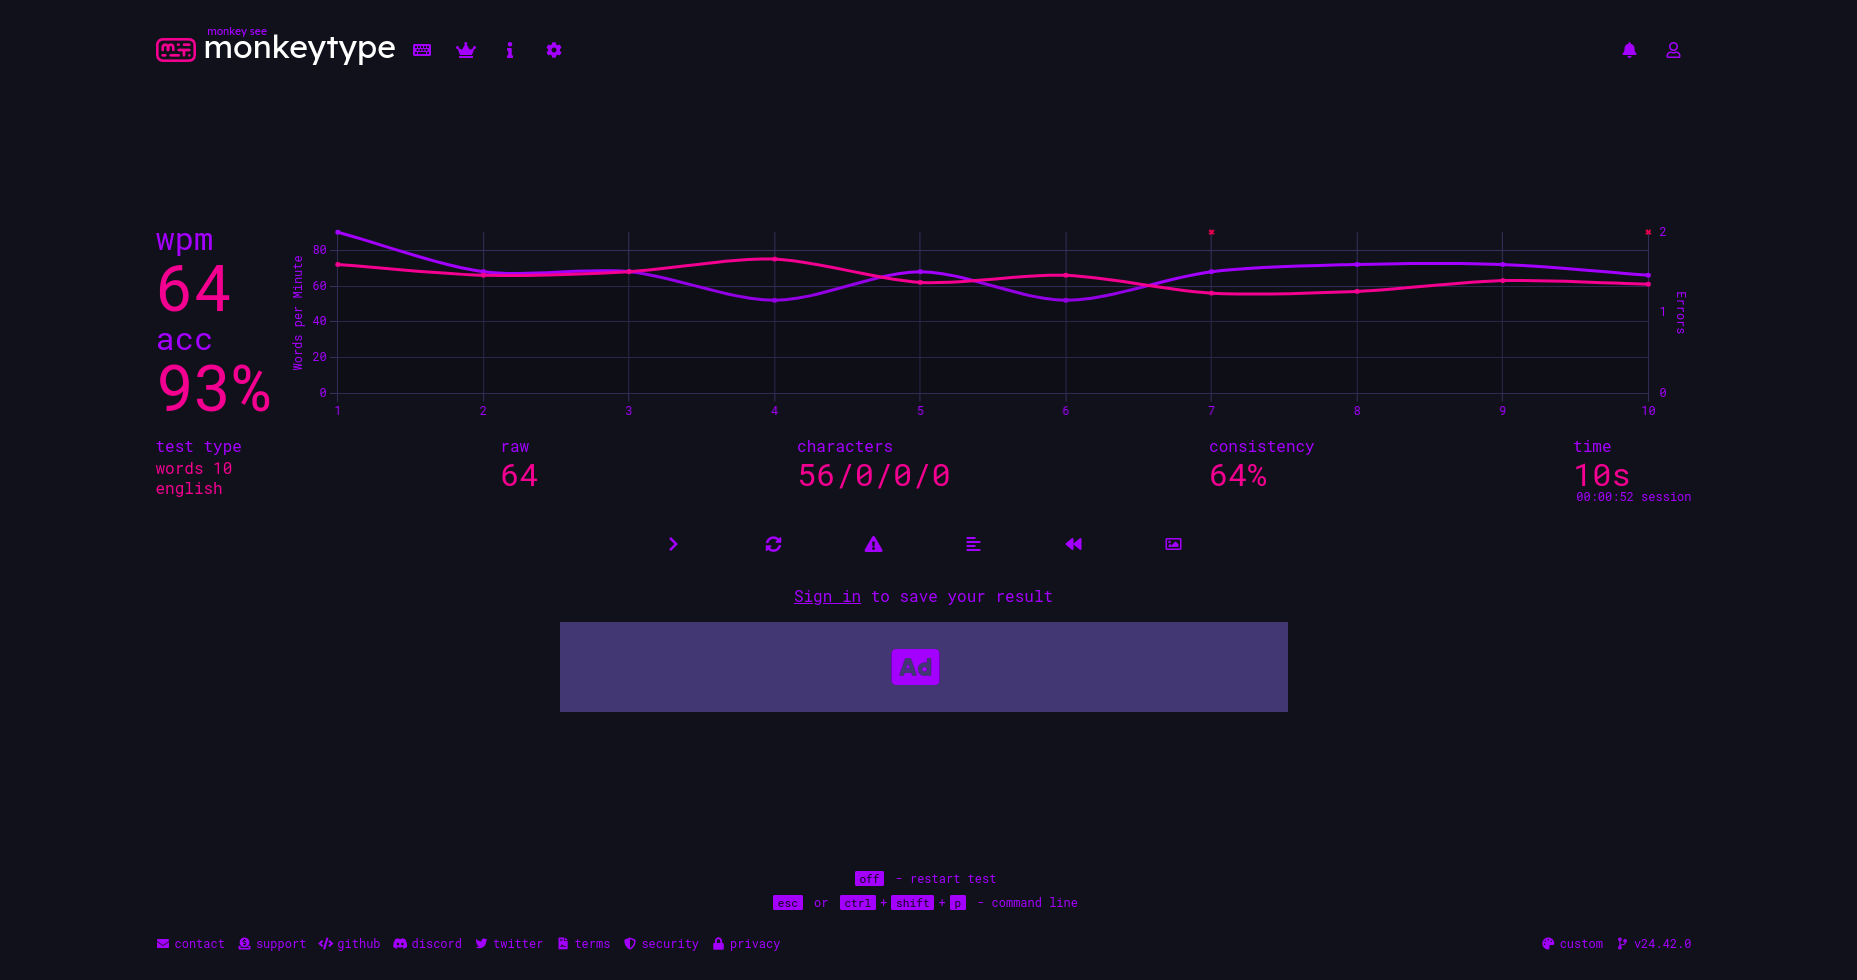 monkey see
monkeytype
wpm
64
acc
93%
Words per Minute
80
60
40
20
0
1 2 3 4 5 6 7 8 9 10
2
1
0
Errors
test type
words 10
english
raw
64
characters
56/0/0/0
consistency
64%
time
10s
00:00:52 session
Sign in to save your result
Ad
off - restart test
esc or ctrl + shift + p - command line
contact support github discord twitter terms security privacy custom v24.42.0